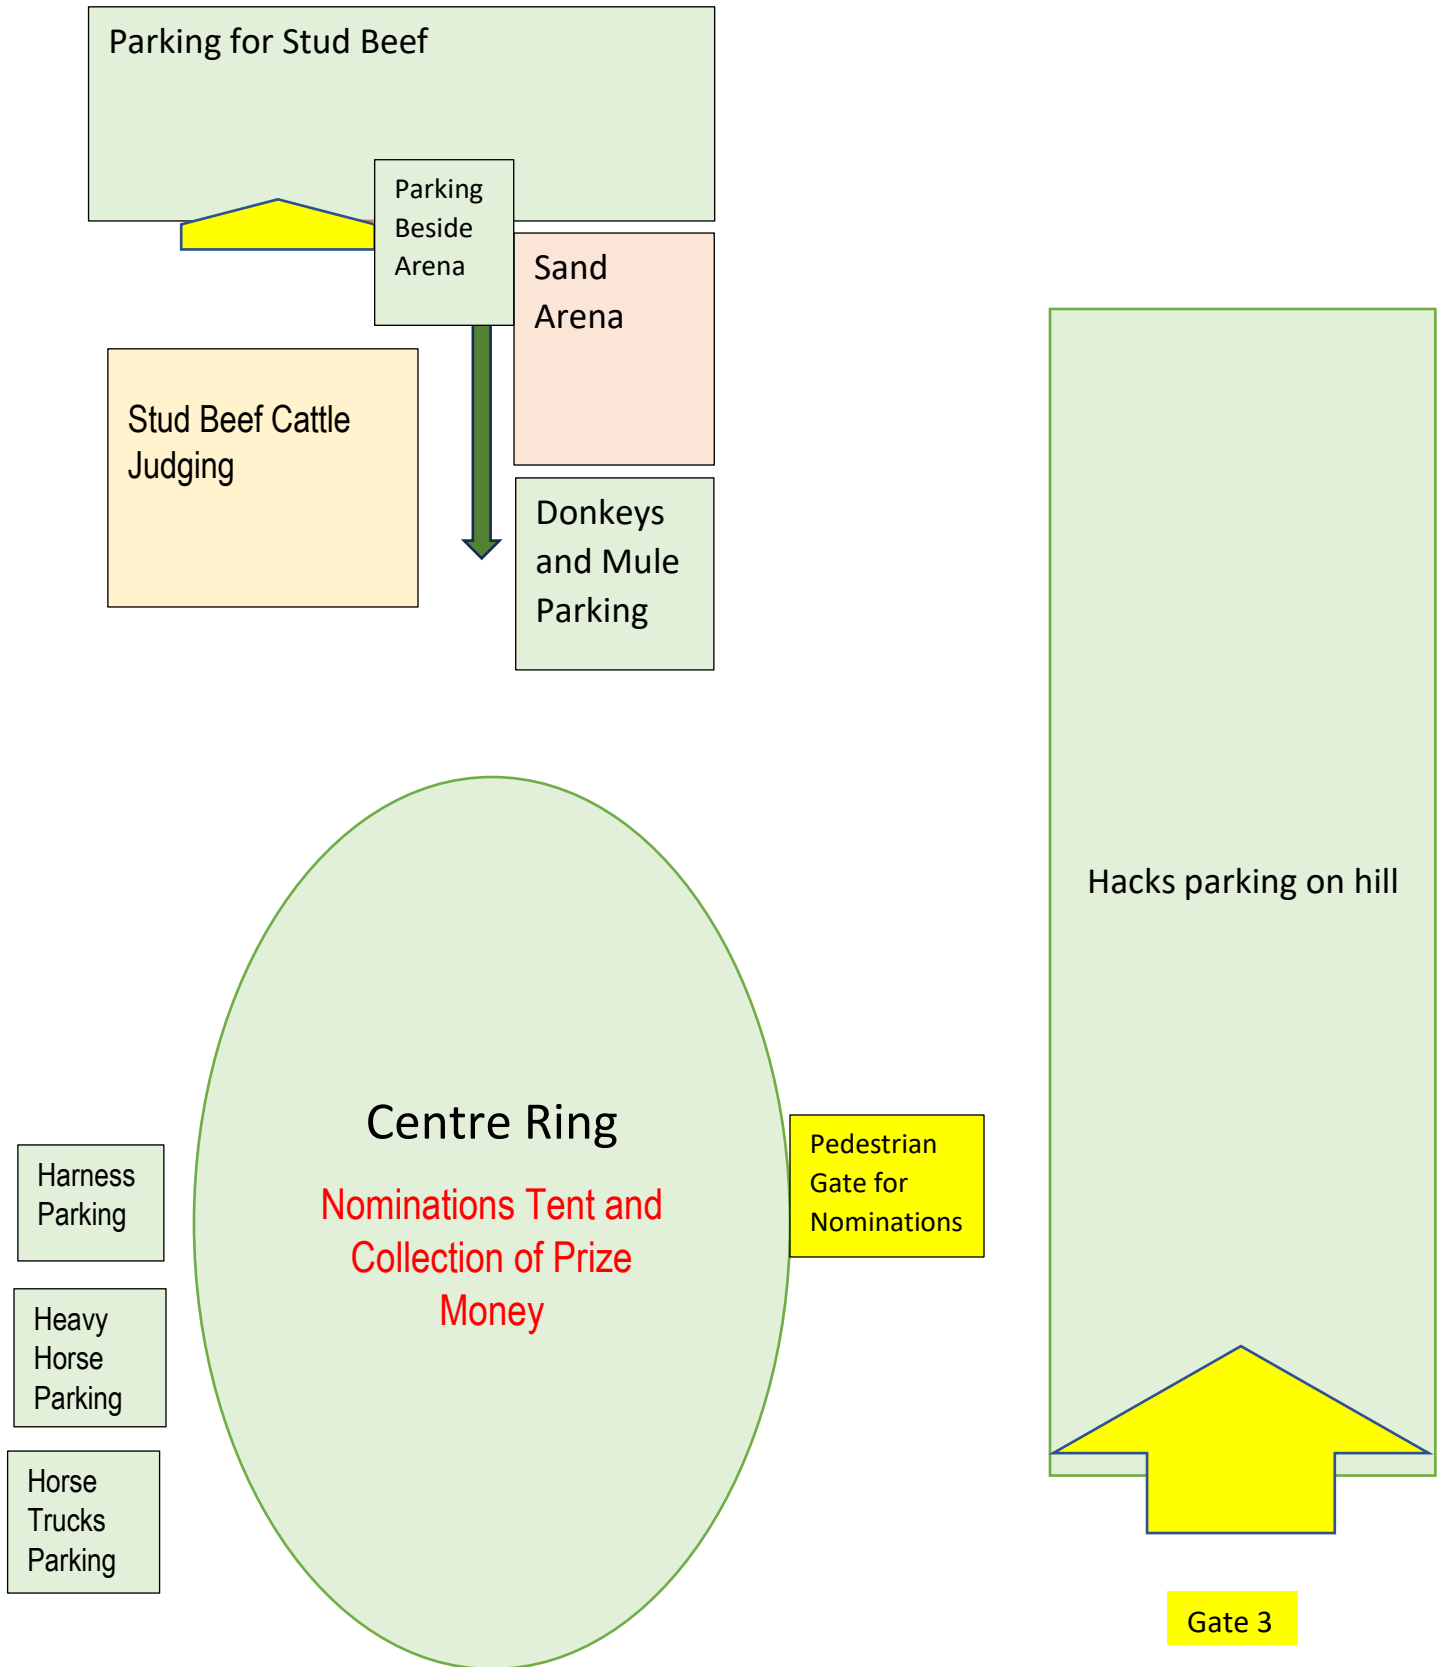 Parking for Stud Beef
Parking
Beside
Arena
Sand
Arena
Stud Beef Cattle
Judging
Donkeys
and Mule
Parking
Hacks parking on hill
Centre Ring
Nominations Tent and
Collection of Prize
Money
Pedestrian
Gate for
Nominations
Harness
Parking
Heavy
Horse
Parking
Horse
Trucks
Parking
Gate 3